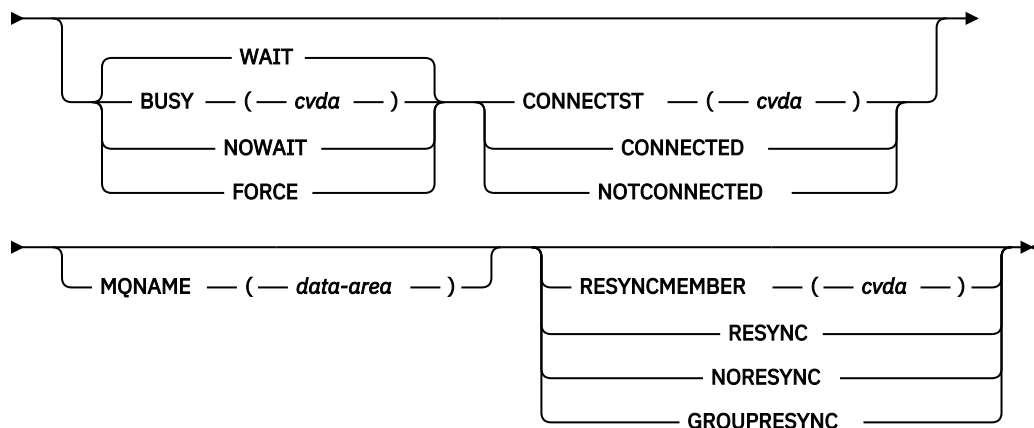 WAIT
BUSY ( cvda ) CONNECTST ( cvda )
NOWAIT CONNECTED
FORCE NOTCONNECTED
MQNAME ( data-area ) RESYNCMEMBER ( cvda )
RESYNC
NORESYNC
GROUPRESYNC